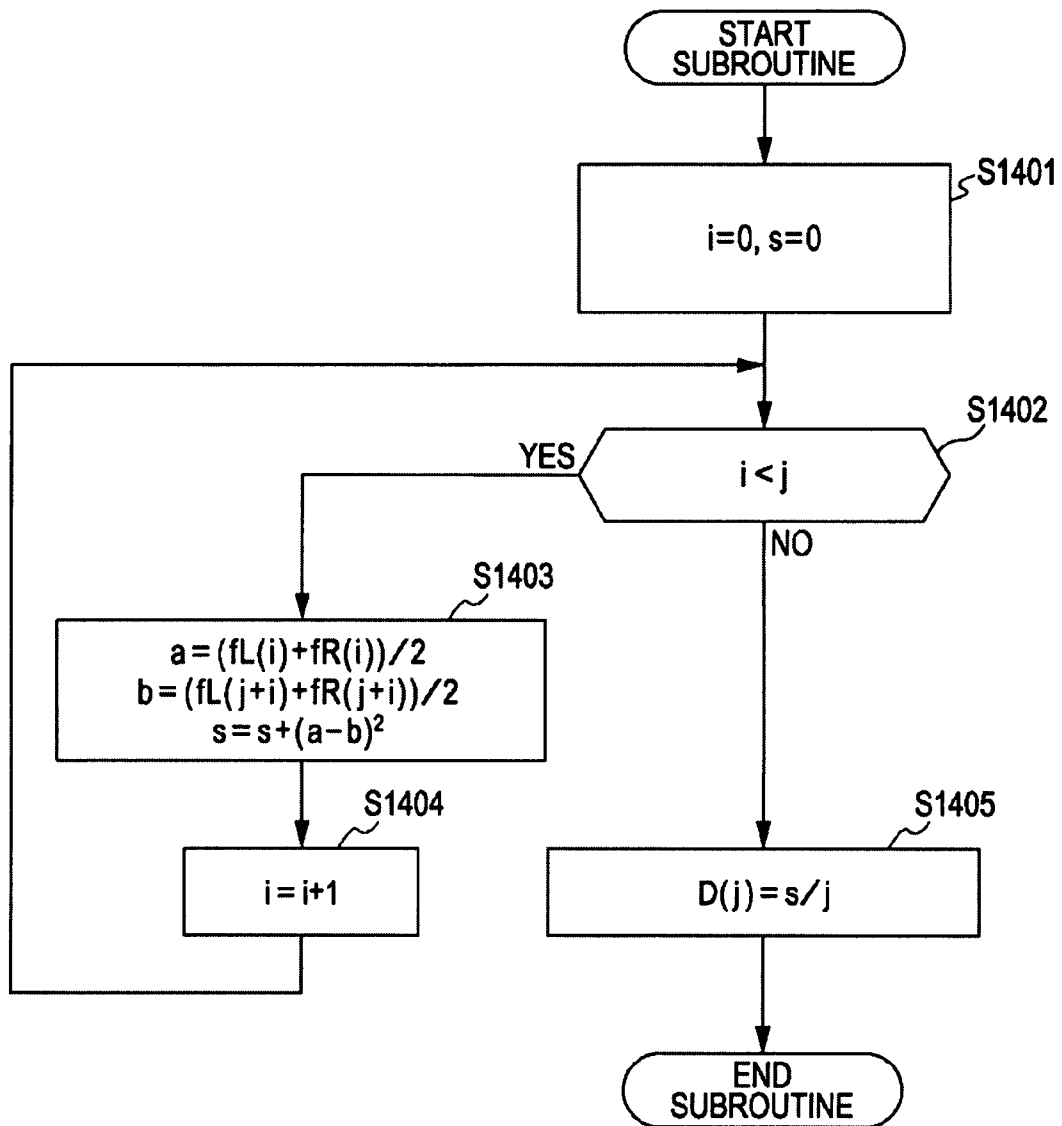 START
SUBROUTINE
S1401
i=0, s=0
S1402
YES
i<j
NO
S1403
a=(fL(i)+fR(i))/2
b=(fL(j+i)+fR(j+i))/2
s=s+(a-b)²
S1404
i=i+1
S1405
D(j)=s/j
END
SUBROUTINE